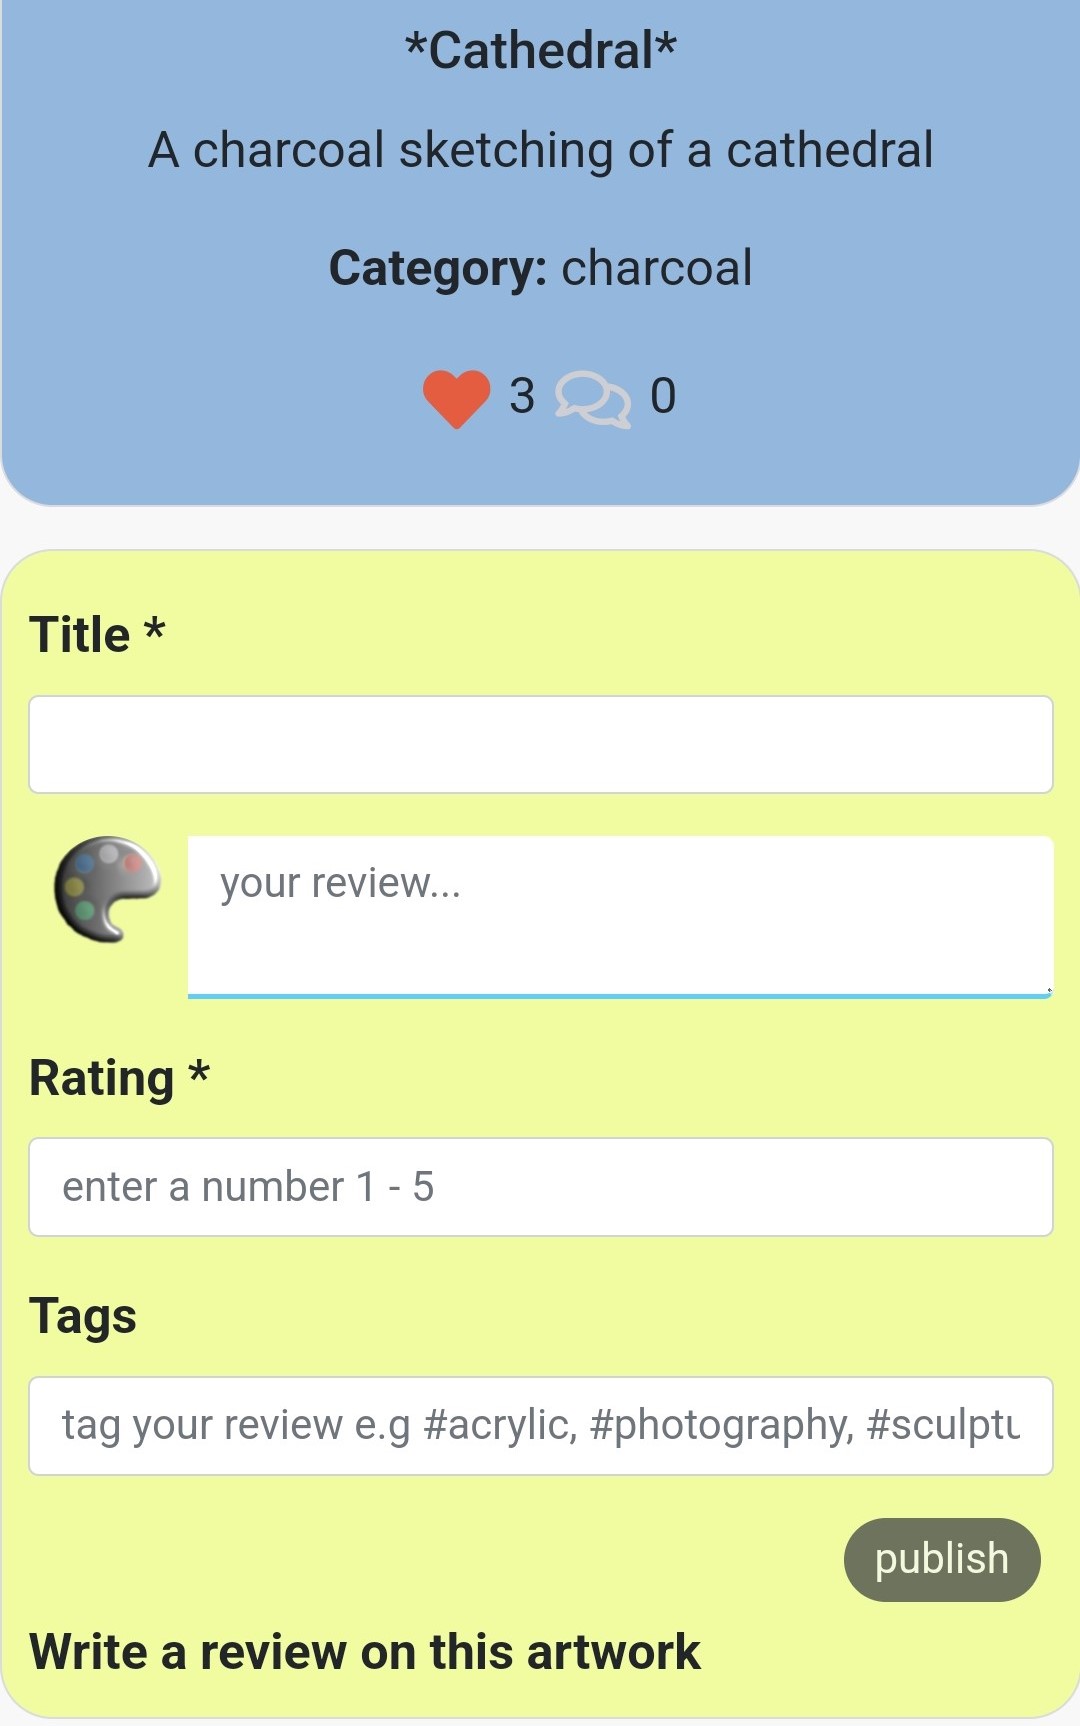 *Cathedral*
A charcoal sketching of a cathedral
Category: charcoal
3 0
Title *
your review...
Rating *
enter a number 1 - 5
Tags
tag your review e.g #acrylic, #photography, #sculptu
publish
Write a review on this artwork